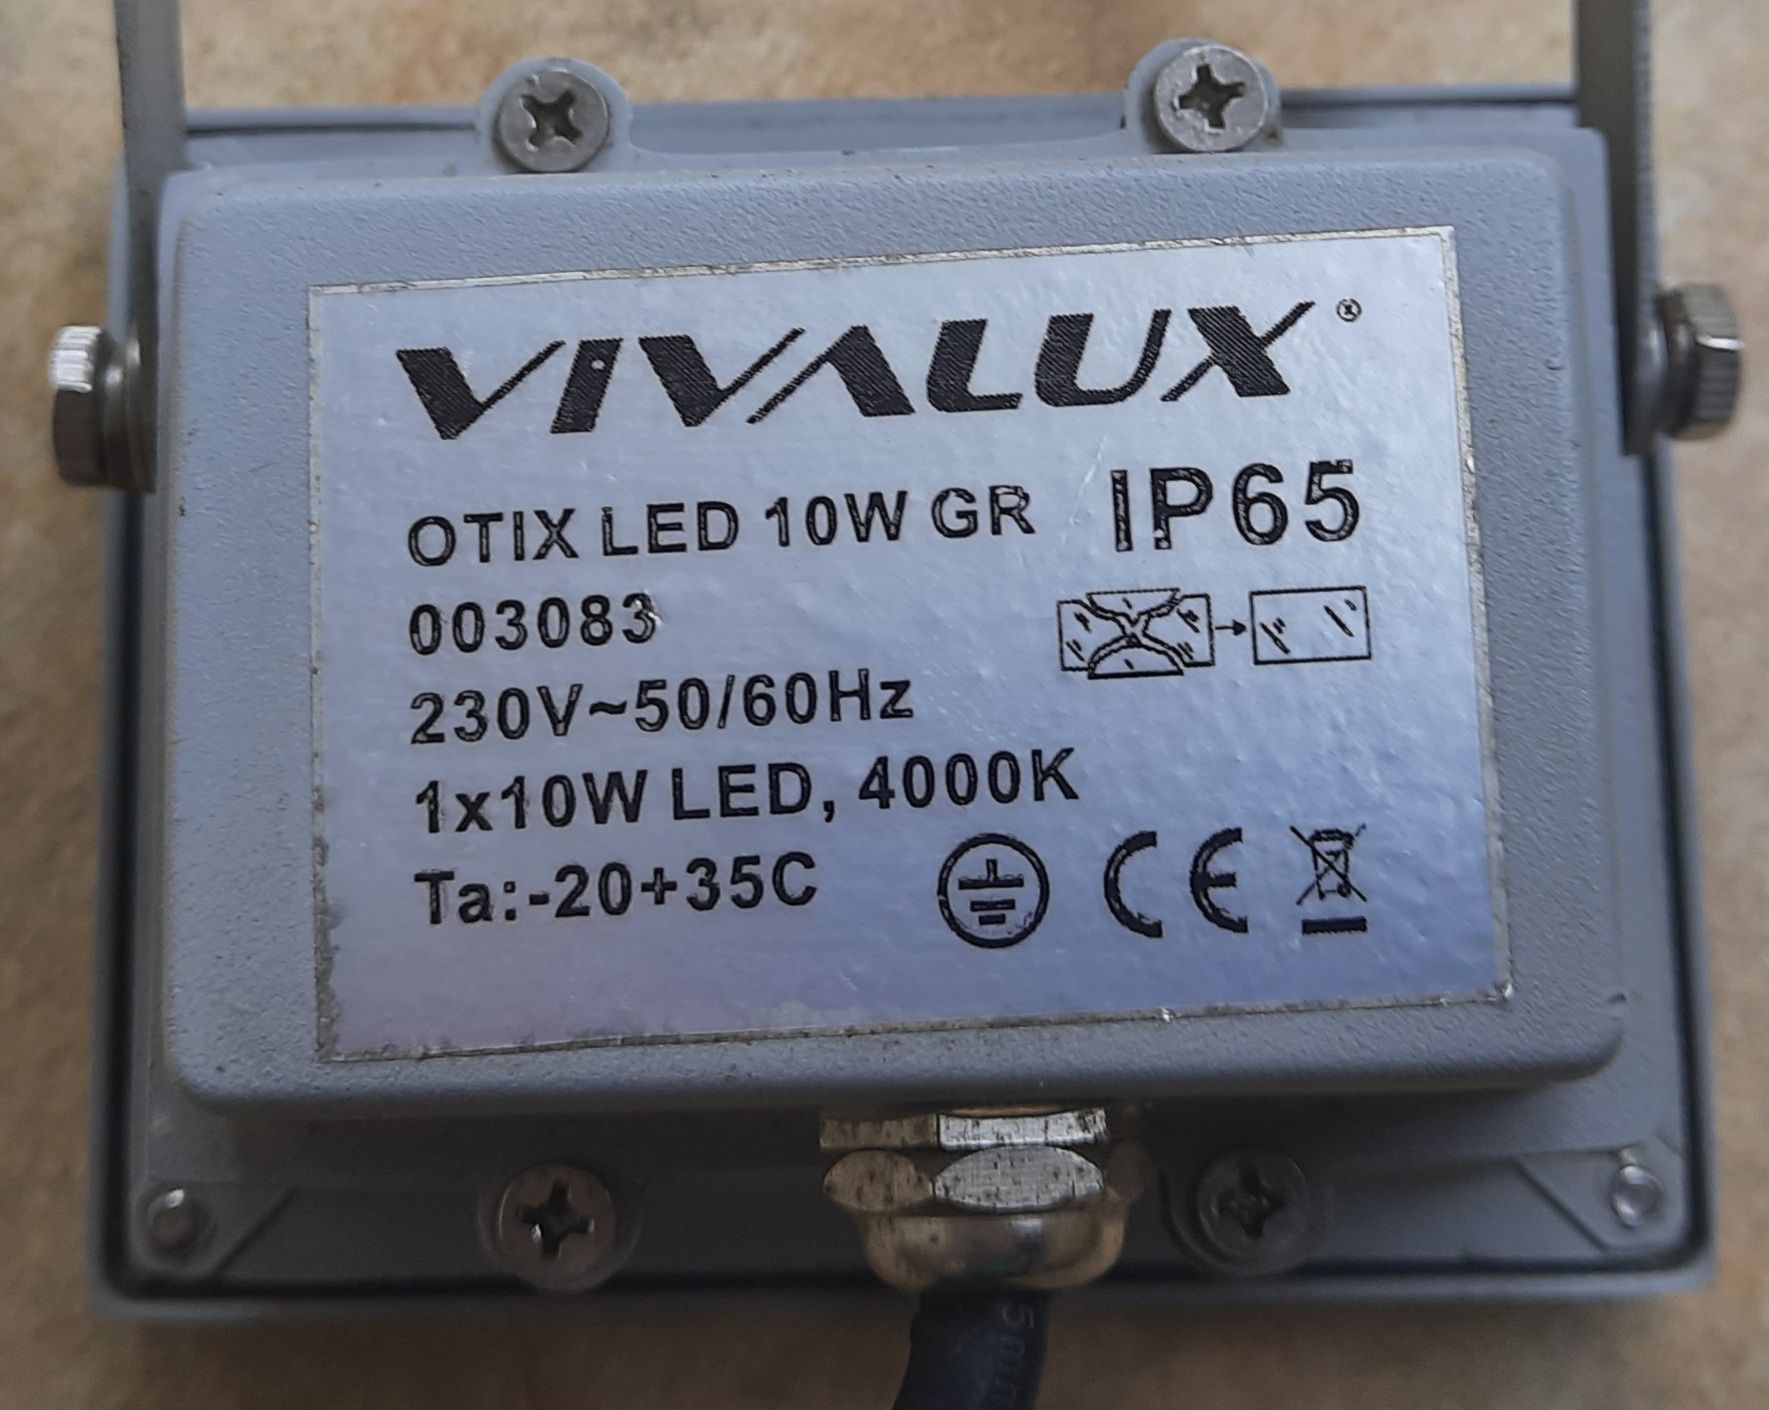 VIVALUX®
OTIX LED 10W GR IP65
003083
230V~50/60Hz
1x10W LED, 4000K
Ta:-20+35C CE